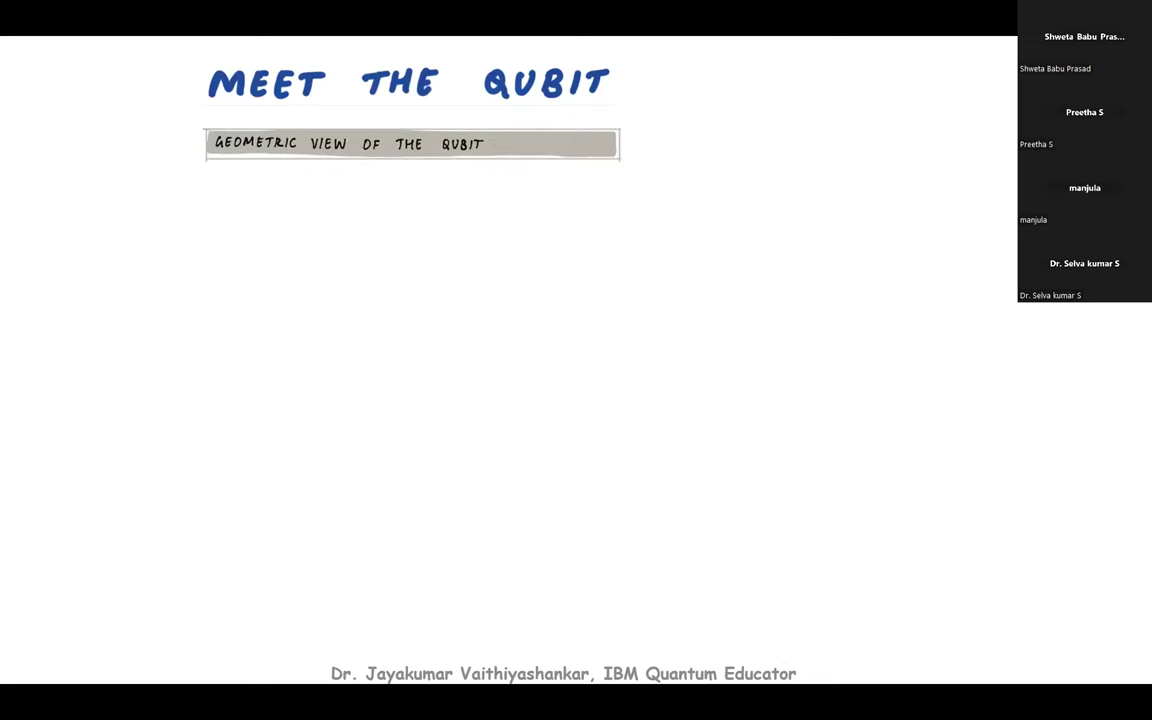 MEET THE QUBIT
GEOMETRIC VIEW OF THE QUBIT
Shweta Babu Pras...
Shweta Babu Prasad
Preetha S
Preetha S
manjula
manjula
Dr. Selva kumar S
Dr. Selva kumar S
Dr. Jayakumar Vaithiyashankar, IBM Quantum Educator